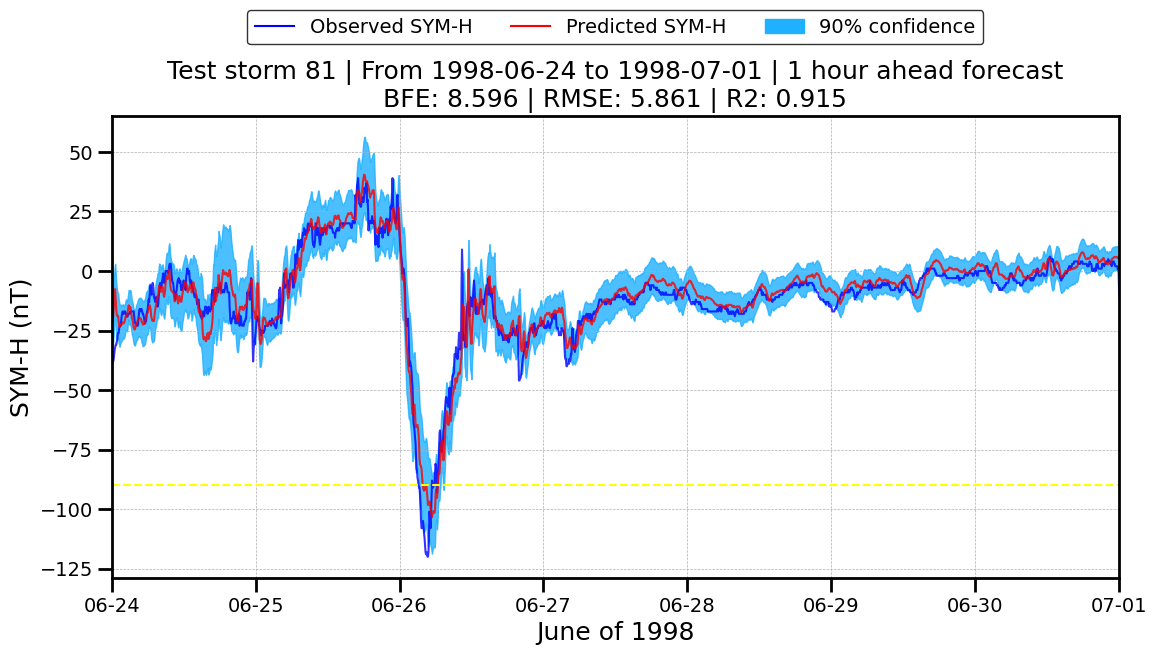 Observed SYM-H Predicted SYM-H 90% confidence
Test storm 81 | From 1998-06-24 to 1998-07-01 | 1 hour ahead forecast
BFE: 8.596 | RMSE: 5.861 | R2: 0.915
SYM-H (nT)
50
25
0
−25
−50
−75
−100
−125
06-24 06-25 06-26 06-27 06-28 06-29 06-30 07-01
June of 1998